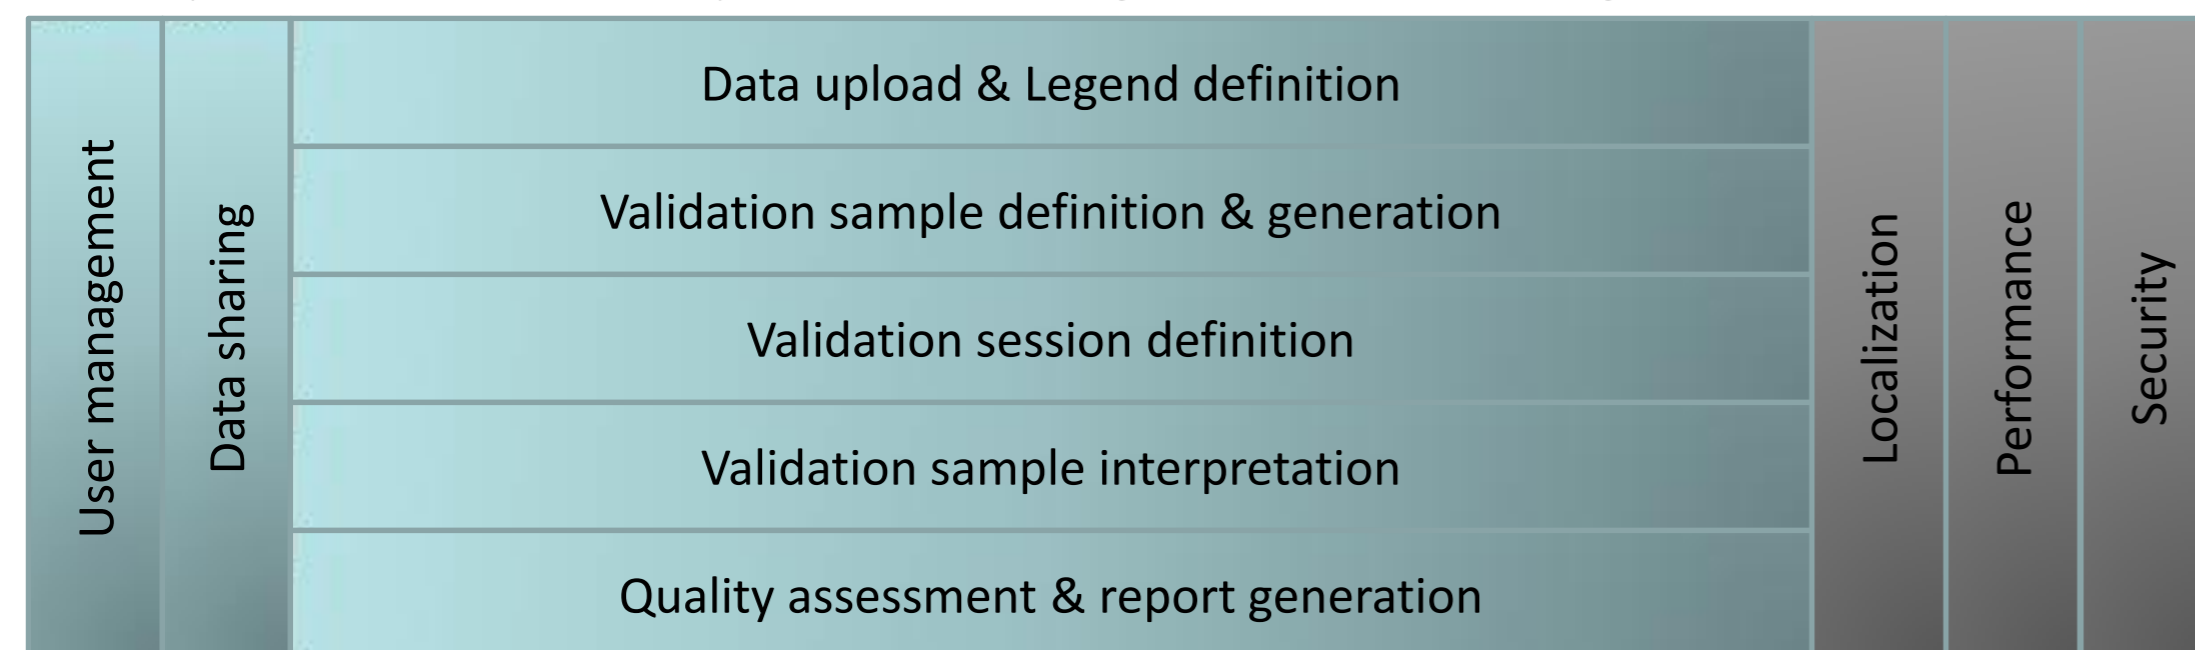 User management
Data sharing
Data upload & Legend definition
Validation sample definition & generation
Validation session definition
Validation sample interpretation
Quality assessment & report generation
Localization
Performance
Security